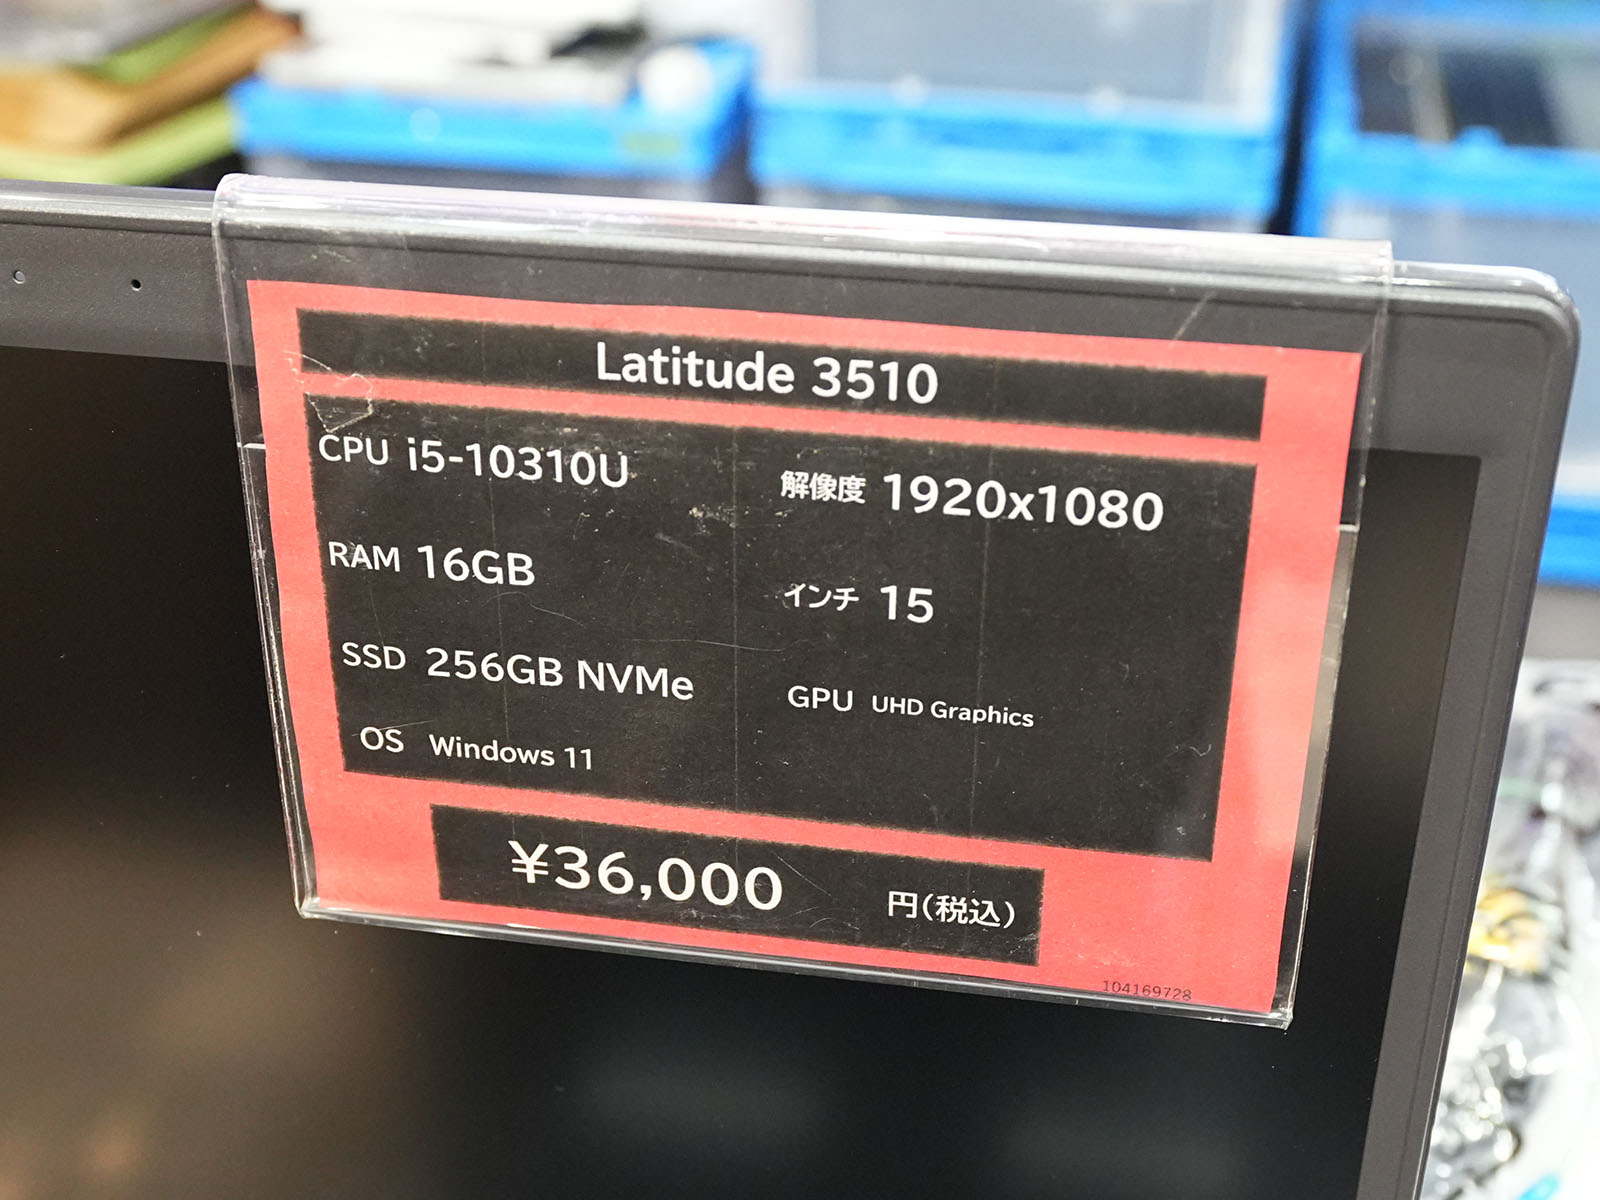 Latitude 3510
CPU i5-10310U
解像度 1920x1080
RAM 16GB
インチ 15
SSD 256GB NVMe
GPU UHD Graphics
OS Windows 11
¥36,000 円(税込)
104169728